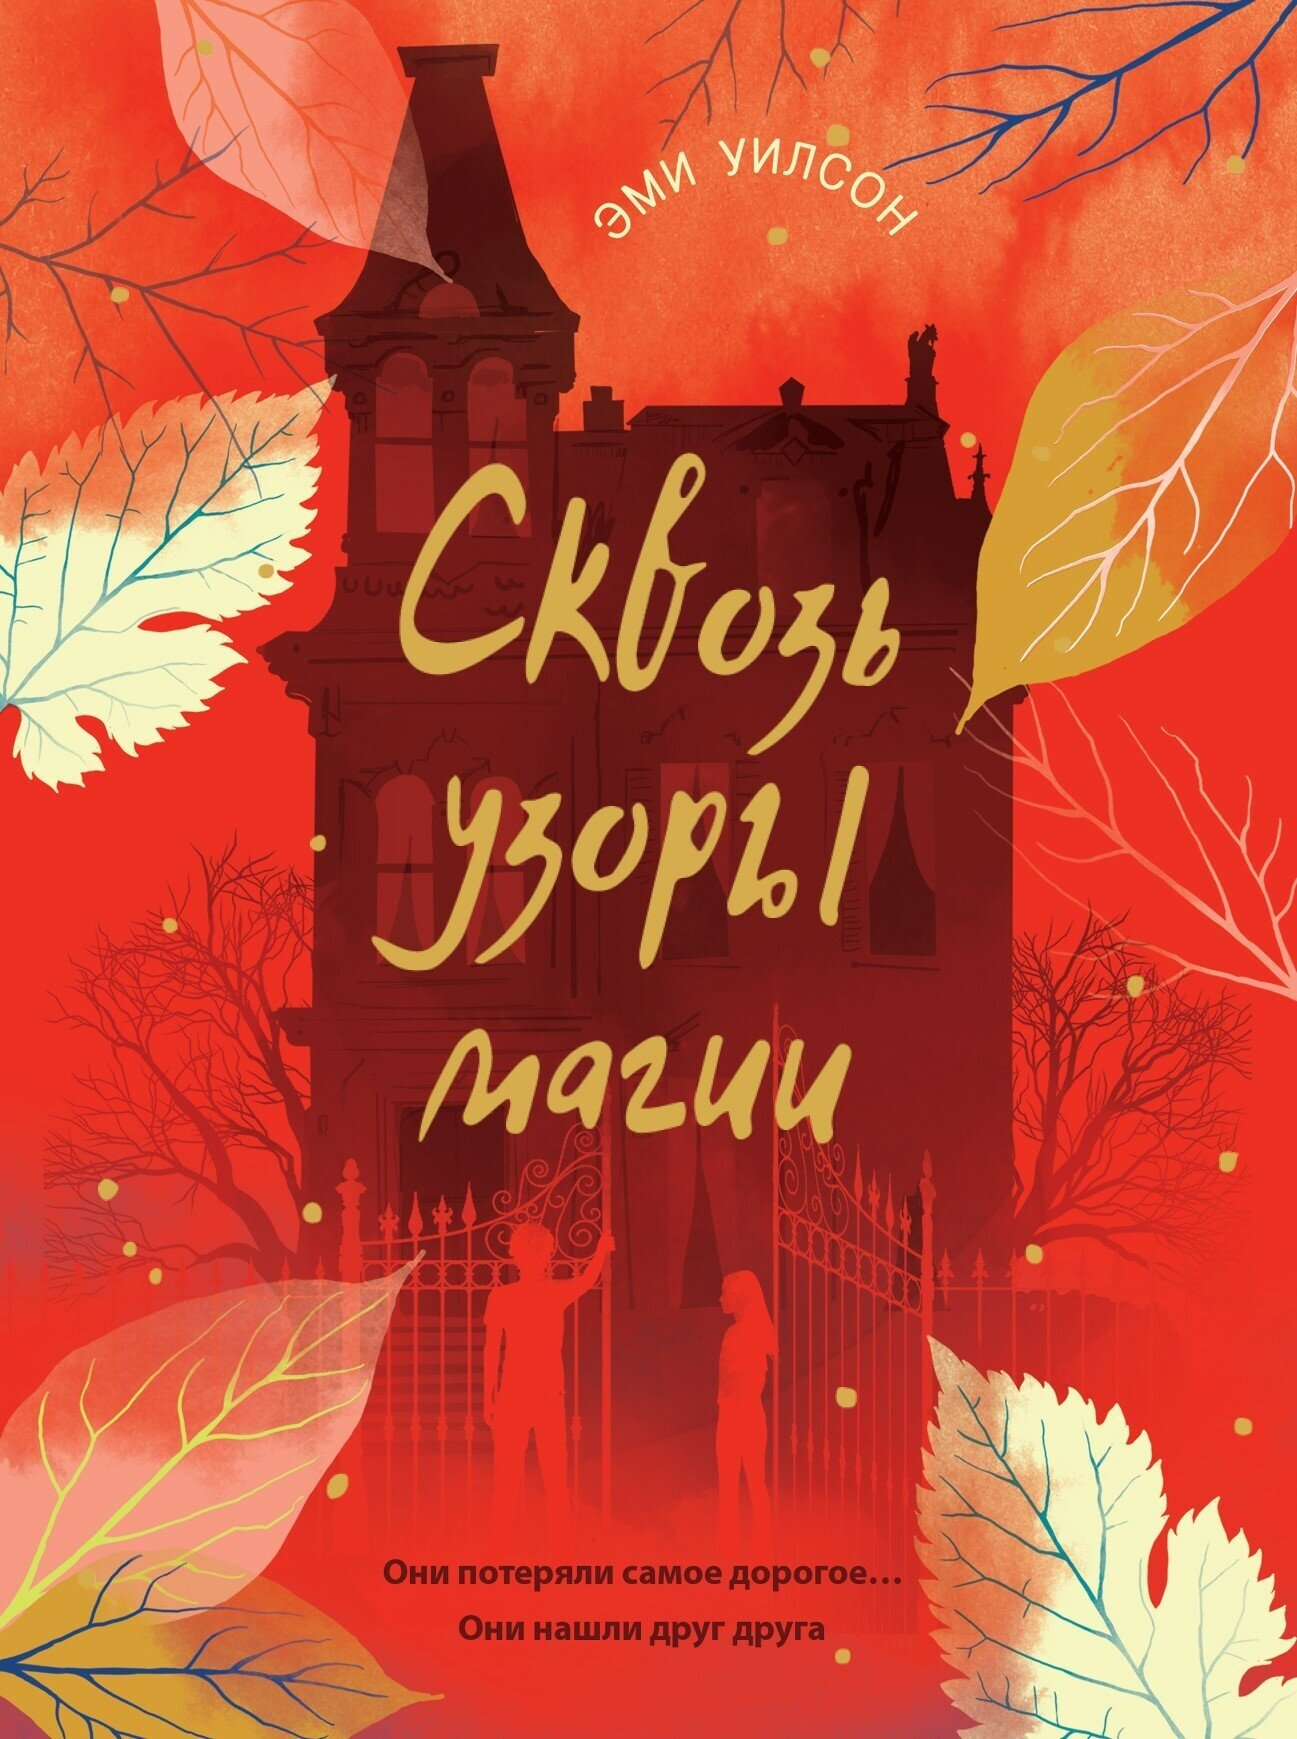 ЭМИ УИЛСОН
Сквозь
узоры
магии
Они потеряли самое дорогое...
Они нашли друг друга